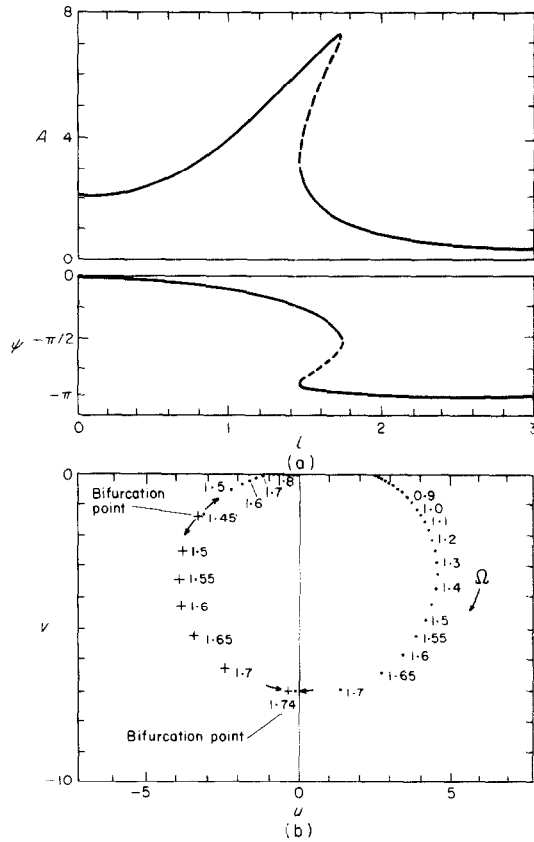 8
A 4
0
0
ψ -π/2
-π
0 1 2 3
l
(a)
0
1·5
1·6
1·7
1·8
0·9
Bifurcation
point
1·45
1·0
1·1
1·2
1·5
1·3
Ω
1·55
1·4
V
1·6
1·5
1·55
1·65
1·6
1·7
1·65
1·74
1·7
Bifurcation point
-10
-5 0 5
u
(b)